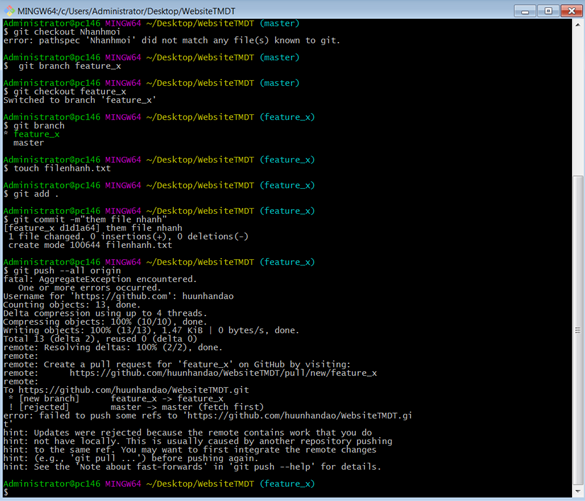 MINGW64:/c/Users/Administrator/Desktop/WebsiteTMDT
Administrator@pc146 MINGW64 ~/Desktop/WebsiteTMDT (master)
$ git checkout Nhanhmoi
error: pathspec 'Nhanhmoi' did not match any file(s) known to git.
Administrator@pc146 MINGW64 ~/Desktop/WebsiteTMDT (master)
$  git branch feature_x
Administrator@pc146 MINGW64 ~/Desktop/WebsiteTMDT (master)
$ git checkout feature_x
Switched to branch 'feature_x'
Administrator@pc146 MINGW64 ~/Desktop/WebsiteTMDT (feature_x)
$ git branch
* feature_x
  master
Administrator@pc146 MINGW64 ~/Desktop/WebsiteTMDT (feature_x)
$ touch filenhanh.txt
Administrator@pc146 MINGW64 ~/Desktop/WebsiteTMDT (feature_x)
$ git add .
Administrator@pc146 MINGW64 ~/Desktop/WebsiteTMDT (feature_x)
$ git commit -m"them file nhanh"
[feature_x d1d1a64] them file nhanh
 1 file changed, 0 insertions(+), 0 deletions(-)
 create mode 100644 filenhanh.txt
Administrator@pc146 MINGW64 ~/Desktop/WebsiteTMDT (feature_x)
$ git push --all origin
fatal: AggregateException encountered.
   One or more errors occurred.
Username for 'https://github.com': huunhandao
Counting objects: 13, done.
Delta compression using up to 4 threads.
Compressing objects: 100% (10/10), done.
Writing objects: 100% (13/13), 1.47 KiB | 0 bytes/s, done.
Total 13 (delta 2), reused 0 (delta 0)
remote: Resolving deltas: 100% (2/2), done.
remote:
remote: Create a pull request for 'feature_x' on GitHub by visiting:
remote:      https://github.com/huunhandao/WebsiteTMDT/pull/new/feature_x
remote:
To https://github.com/huunhandao/WebsiteTMDT.git
 * [new branch]      feature_x -> feature_x
 ! [rejected]        master -> master (fetch first)
error: failed to push some refs to 'https://github.com/huunhandao/WebsiteTMDT.gi
t'
hint: Updates were rejected because the remote contains work that you do
hint: not have locally. This is usually caused by another repository pushing
hint: to the same ref. You may want to first integrate the remote changes
hint: (e.g., 'git pull ...') before pushing again.
hint: See the 'Note about fast-forwards' in 'git push --help' for details.
Administrator@pc146 MINGW64 ~/Desktop/WebsiteTMDT (feature_x)
$